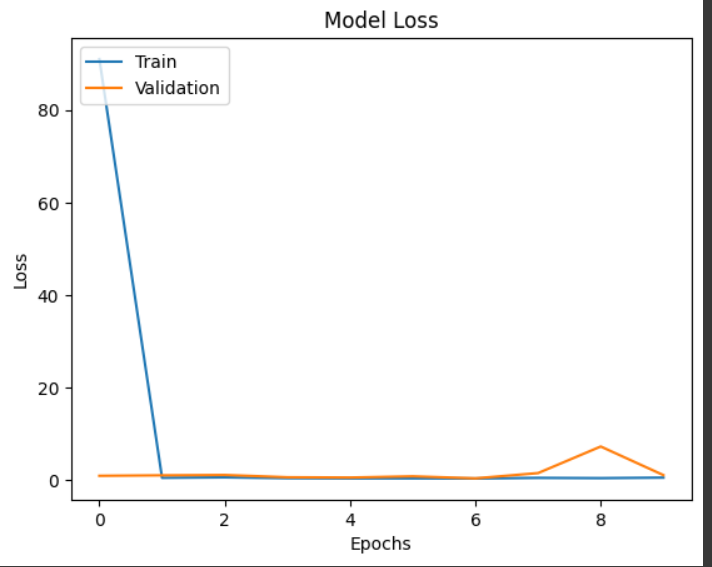 Model Loss
Train
Validation
80
60
40
20
0
Loss
0 2 4 6 8
Epochs